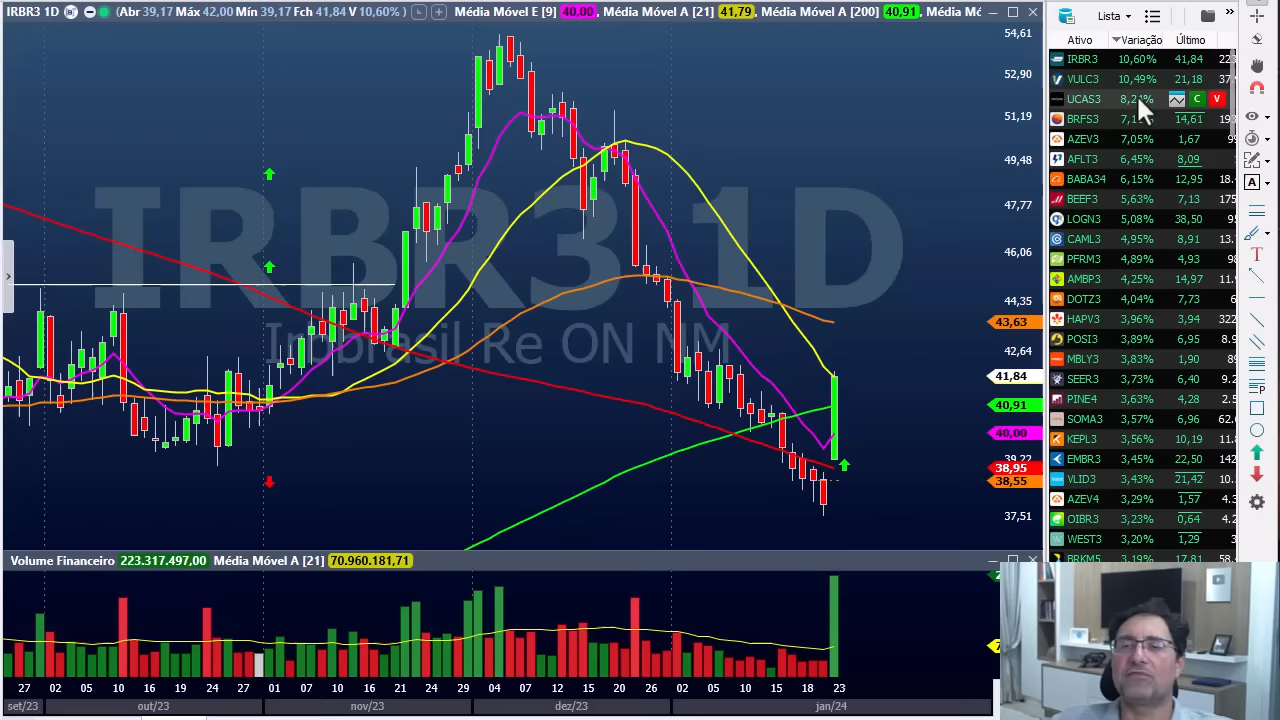 IRBR3 1D (Abr 39,17 Máx 42,00 Mín 39,17 Fch 41,84 V 10,60%) Média Móvel E [9] 40,00, Média Móvel A [21] 41,79, Média Móvel A [200] 40,91, Média Mó
54,61
52,90
51,19
49,48
47,77
46,06
44,35
43,63
42,64
41,84
40,91
40,00
39,22
38,95
38,55
37,51
IRBR3 1D
Irbbrasil Re ON NM
Volume Financeiro 223.317.497,00 Média Móvel A [21] 70.960.181,71
27 02 05 10 16 19 24 27 01 07 10 16 21 24 29 04 07 12 15 20 26 02 05 10 15 18 23
set/23 out/23 nov/23 dez/23 jan/24
Lista
Ativo Variação Último
IRBR3 10,60% 41,84
VULC3 10,49% 21,18
UCAS3 C V
BRFS3 14,61
AZEV3 7,05% 1,67
AFLT3 6,45% 8,09
BABA34 6,15% 12,95
BEEF3 5,63% 7,13
LOGN3 5,08% 38,50
CAML3 4,95% 8,91
PFRM3 4,89% 4,93
AMBP3 4,25% 14,97
DOTZ3 4,04% 7,73
HAPV3 3,96% 3,94
POSI3 3,89% 6,95
MBLY3 3,83% 1,90
SEER3 3,73% 6,40
PINE4 3,63% 4,28
SOMA3 3,57% 6,96
KEPL3 3,56% 10,19
EMBR3 3,45% 22,50
VLID3 3,43% 21,42
AZEV4 3,29% 1,57
OIBR3 3,23% 0,64
WEST3 3,20% 1,29
BRKM5 3,19% 17,81
A
T
P